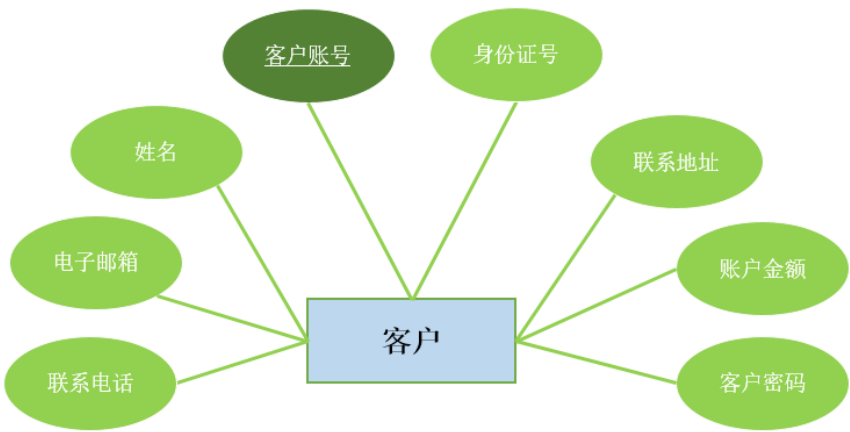 客户账号
身份证号
姓名
联系地址
电子邮箱
账户金额
客户
联系电话
客户密码